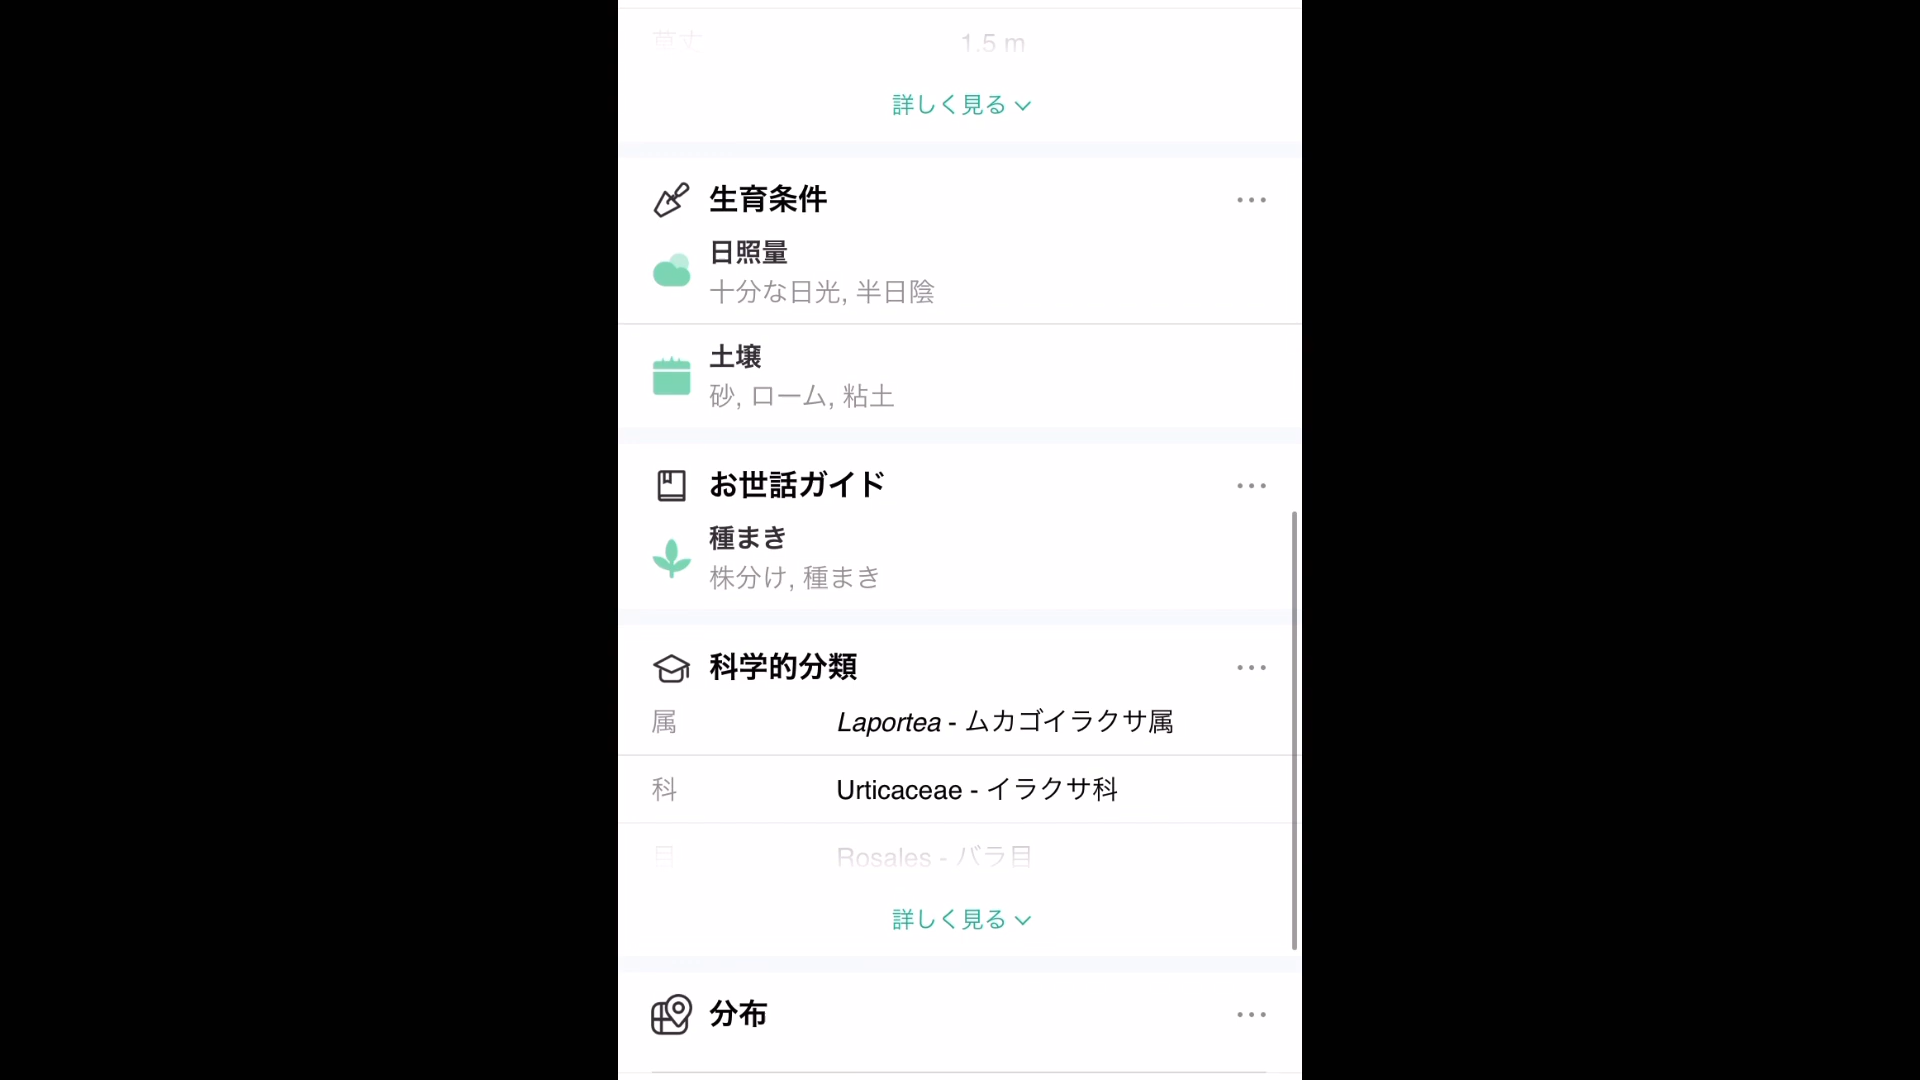 草丈 1.5 m
詳しく見る
生育条件
日照量
十分な日光, 半日陰
土壌
砂, ローム, 粘土
お世話ガイド
種まき
株分け, 種まき
科学的分類
属 Laportea - ムカゴイラクサ属
科 Urticaceae - イラクサ科
目 Rosales - バラ目
詳しく見る
分布